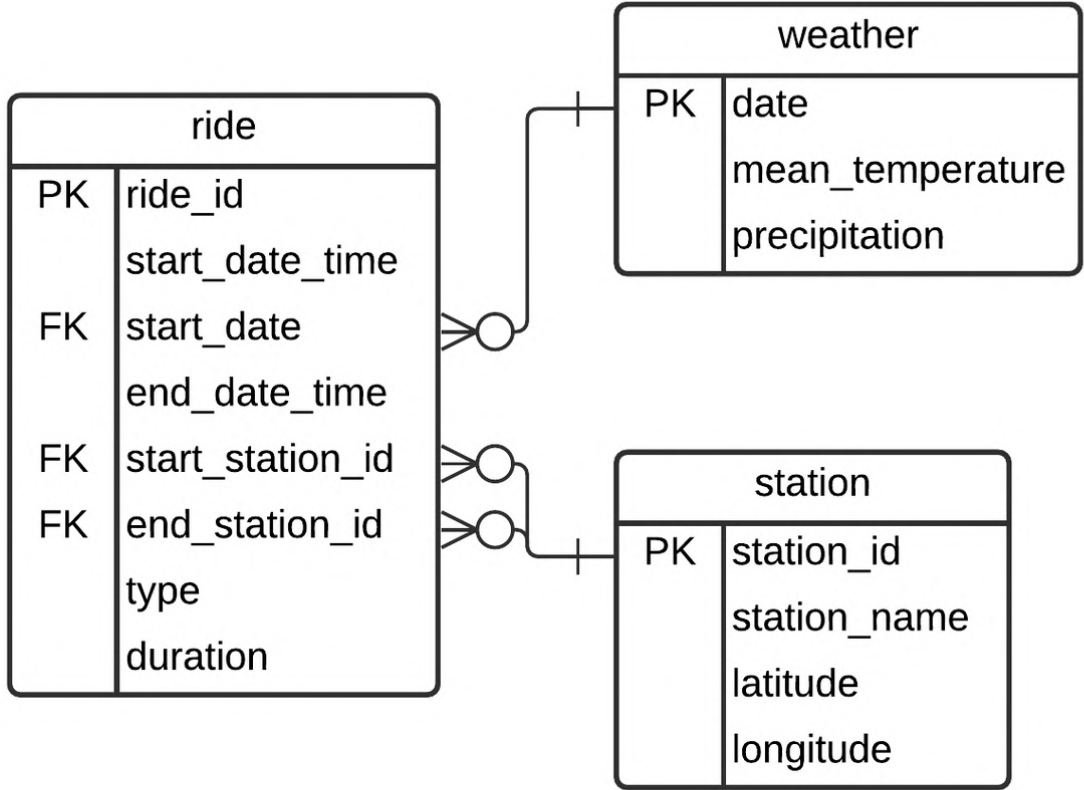 ride
PK ride_id
start_date_time
FK start_date
end_date_time
FK start_station_id
FK end_station_id
type
duration
weather
PK date
mean_temperature
precipitation
station
PK station_id
station_name
latitude
longitude